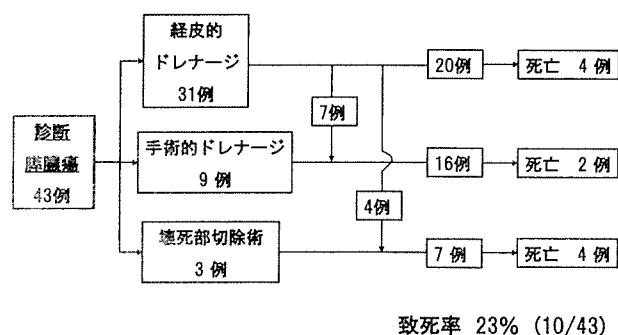 経皮的
ドレナージ
31例
20例
死亡 4例
7例
診断
43例
手術的ドレナージ
9例
16例
死亡 2例
4例
壊死部切除術
3例
7例
死亡 4例
致死率 23% (10/43)